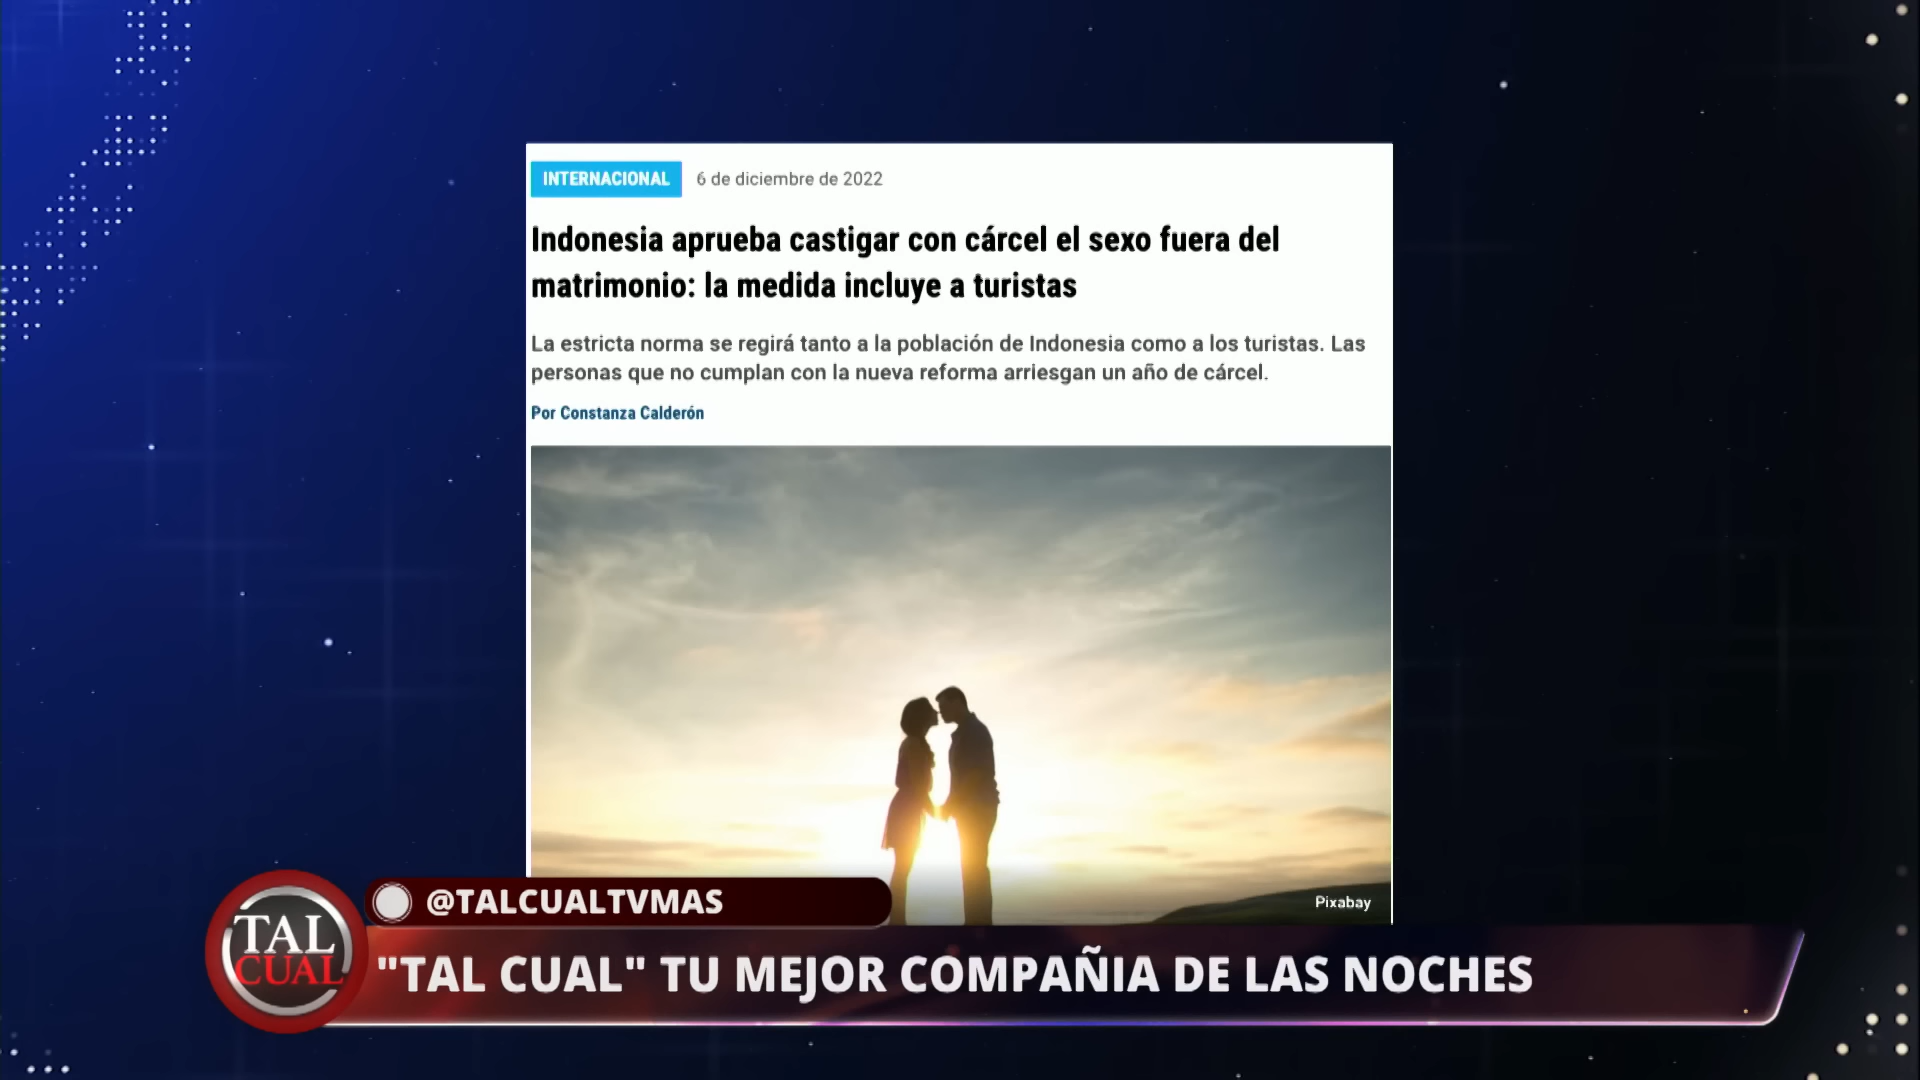 INTERNACIONAL 6 de diciembre de 2022
Indonesia aprueba castigar con cárcel el sexo fuera del
matrimonio: la medida incluye a turistas
La estricta norma se regirá tanto a la población de Indonesia como a los turistas. Las
personas que no cumplan con la nueva reforma arriesgan un año de cárcel.
Por Constanza Calderón
Pixabay
@TALCUALTVMAS
TAL
CUAL
"TAL CUAL" TU MEJOR COMPAÑIA DE LAS NOCHES